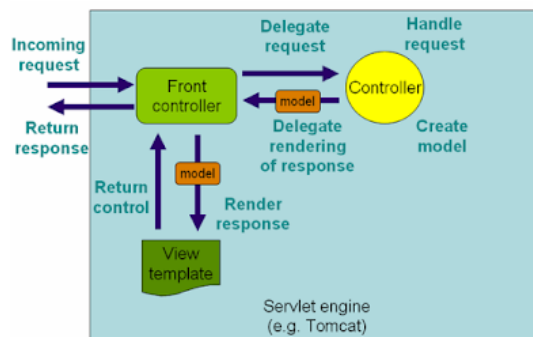 Incoming
request
Return
response
Front
controller
Delegate
request
Handle
request
Controller
model
Delegate
rendering
of response
Create
model
Return
control
model
Render
response
View
template
Servlet engine
(e.g. Tomcat)